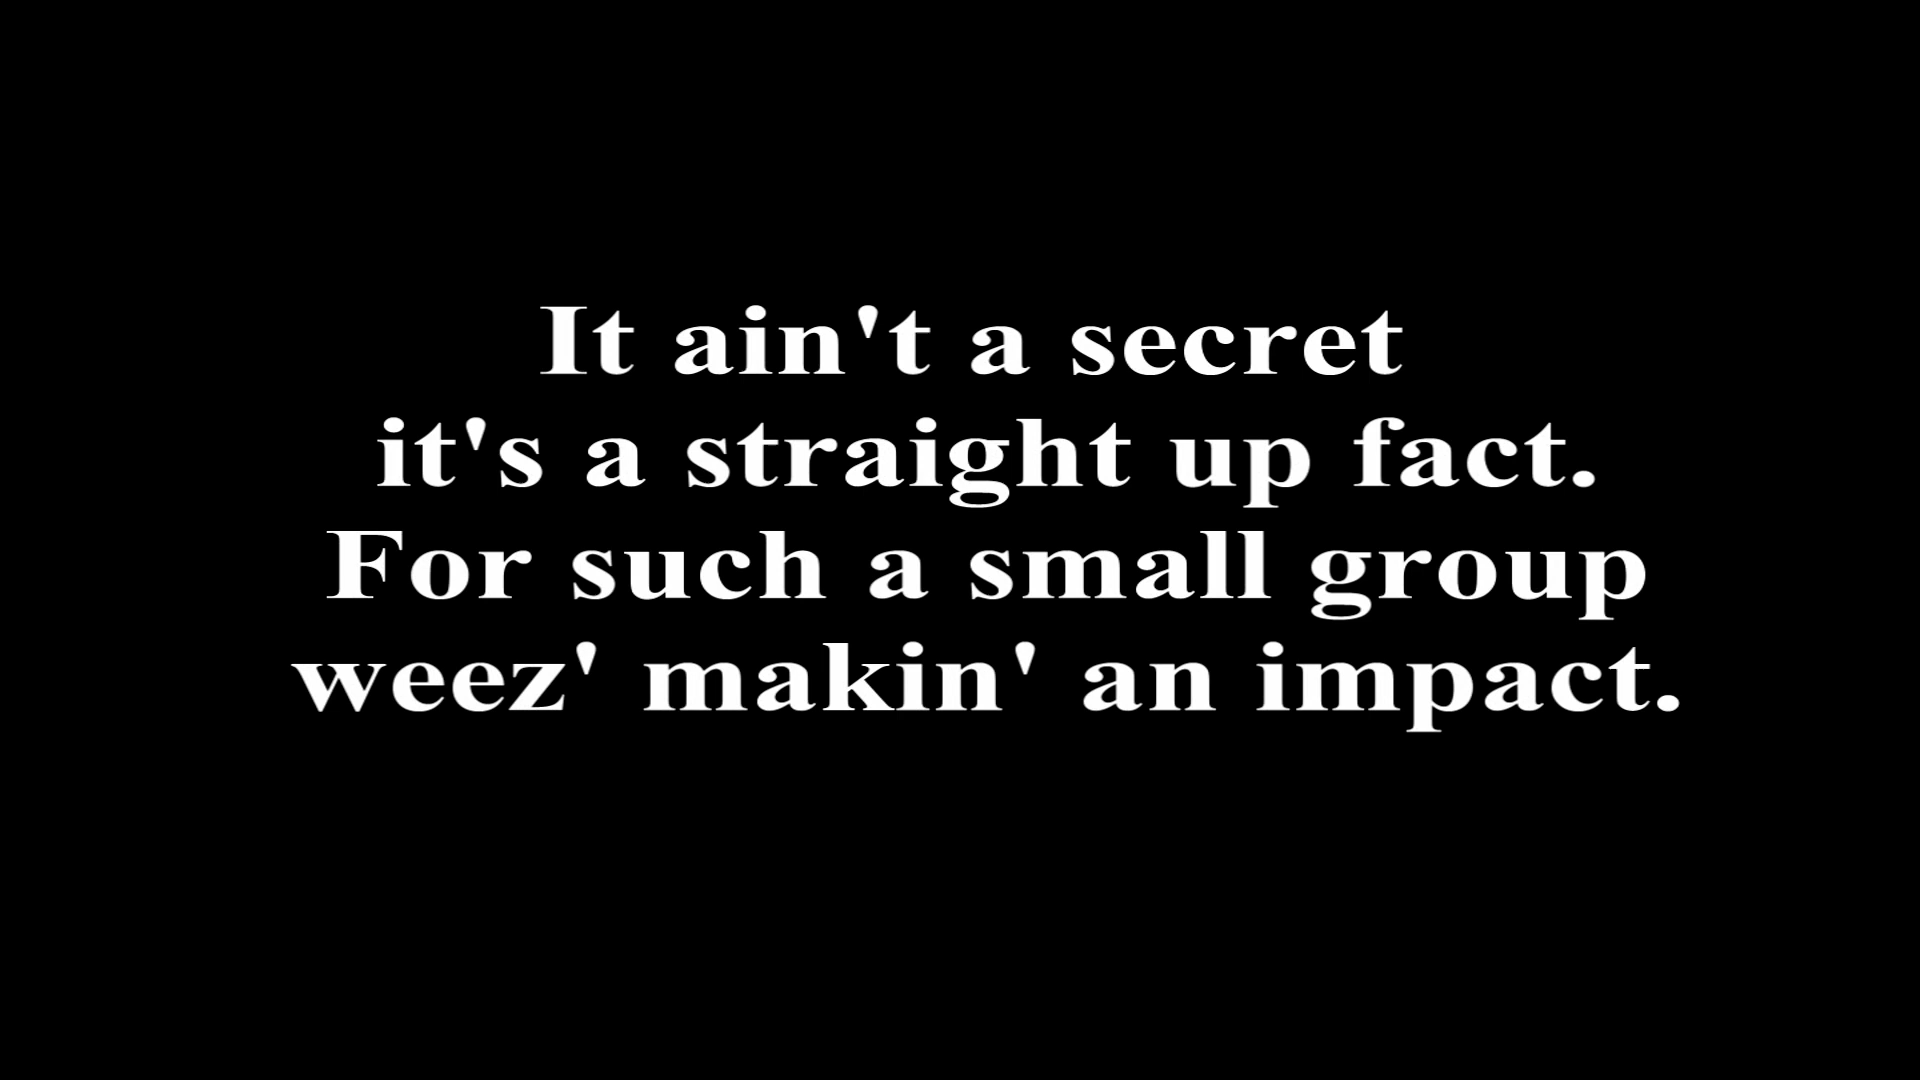 It ain't a secret
it's a straight up fact.
For such a small group
weez' makin' an impact.